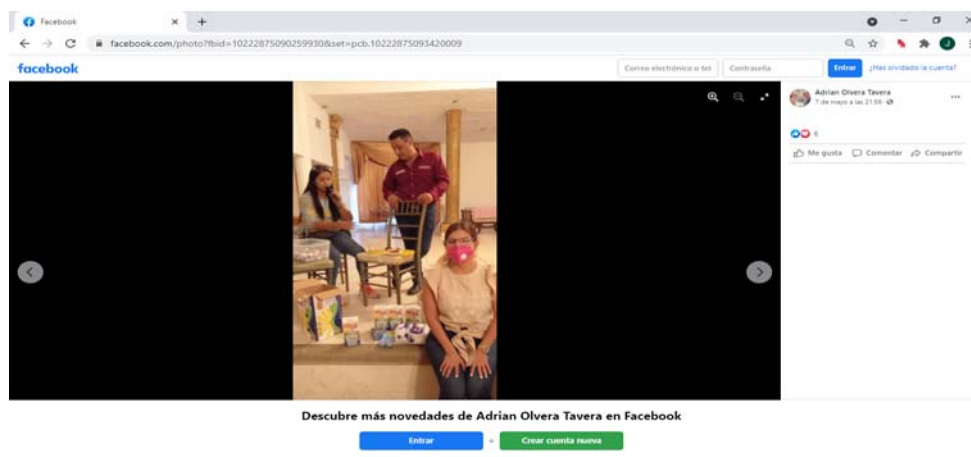 Facebook
facebook.com/photo?fbid=10222875090259930&set=pcb.10222875093420009
facebook
Correo electrónico o tel
Contraseña
Entrar
¿Has olvidado la cuenta?
Adrian Olvera Tavera
7 de mayo a las 21:56
6
Me gusta
Comentar
Compartir
Descubre más novedades de Adrian Olvera Tavera en Facebook
Entrar
o
Crear cuenta nueva